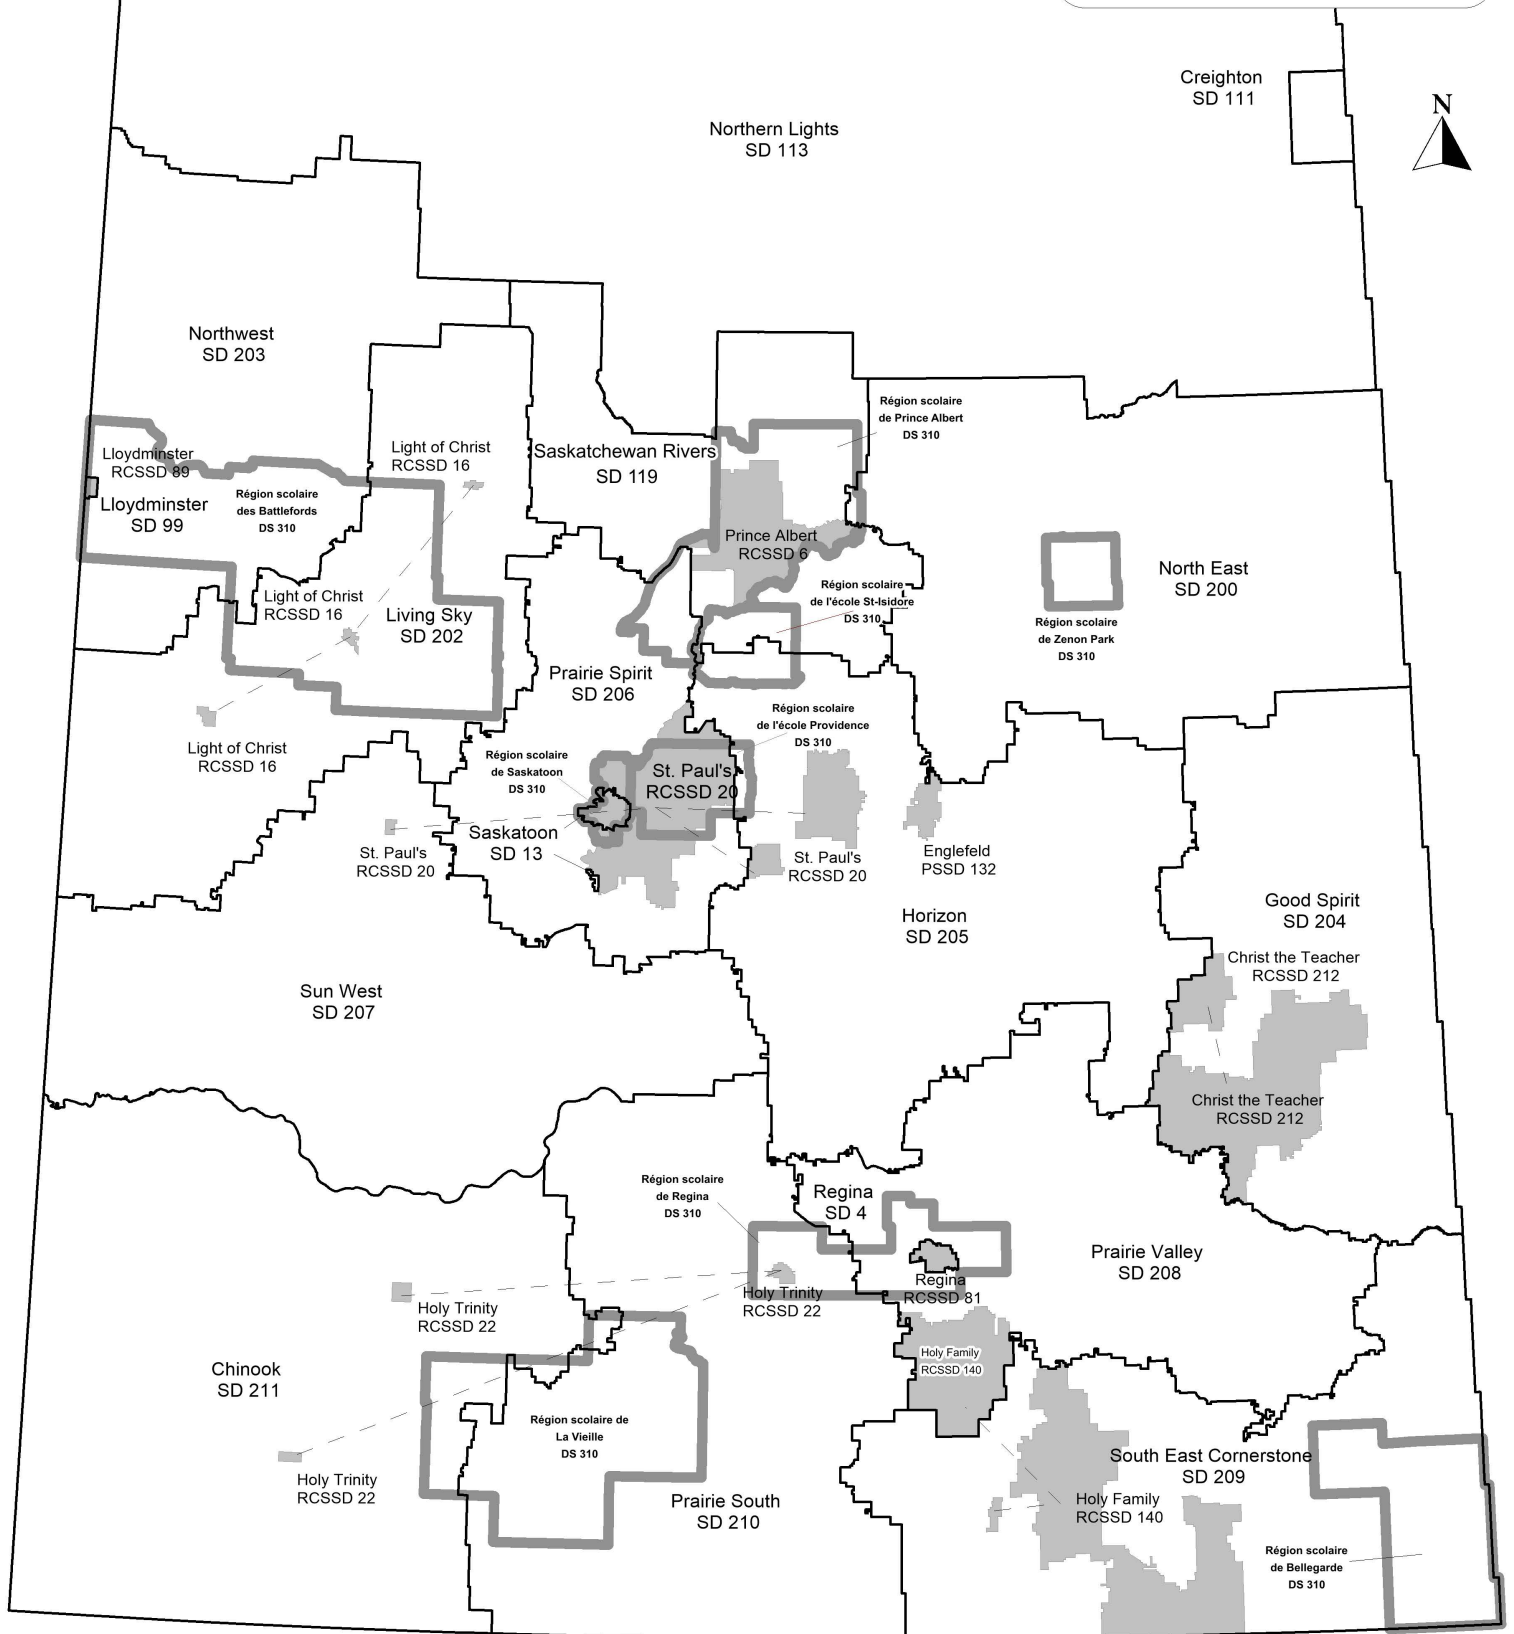 Creighton
SD 111
N
Northern Lights
SD 113
Northwest
SD 203
Région scolaire
de Prince Albert
DS 310
Lloydminster
RCSSD 89
Light of Christ
RCSSD 16
Saskatchewan Rivers
SD 119
Lloydminster
SD 99
Région scolaire
des Battlefords
DS 310
Prince Albert
RCSSD 6
North East
SD 200
Région scolaire
de l'école St-Isidore
DS 310
Light of Christ
RCSSD 16
Living Sky
SD 202
Région scolaire
de Zenon Park
DS 310
Prairie Spirit
SD 206
Région scolaire
de l'école Providence
DS 310
Light of Christ
RCSSD 16
Région scolaire
de Saskatoon
DS 310
St. Paul's
RCSSD 20
Saskatoon
SD 13
St. Paul's
RCSSD 20
St. Paul's
RCSSD 20
Englefeld
PSSD 132
Horizon
SD 205
Good Spirit
SD 204
Christ the Teacher
RCSSD 212
Sun West
SD 207
Christ the Teacher
RCSSD 212
Région scolaire
de Regina
DS 310
Regina
SD 4
Prairie Valley
SD 208
Regina
RCSSD 81
Holy Trinity
RCSSD 22
Holy Trinity
RCSSD 22
Holy Family
RCSSD 140
Chinook
SD 211
Région scolaire de
La Vieille
DS 310
South East Cornerstone
SD 209
Holy Trinity
RCSSD 22
Prairie South
SD 210
Holy Family
RCSSD 140
Région scolaire
de Bellegarde
DS 310